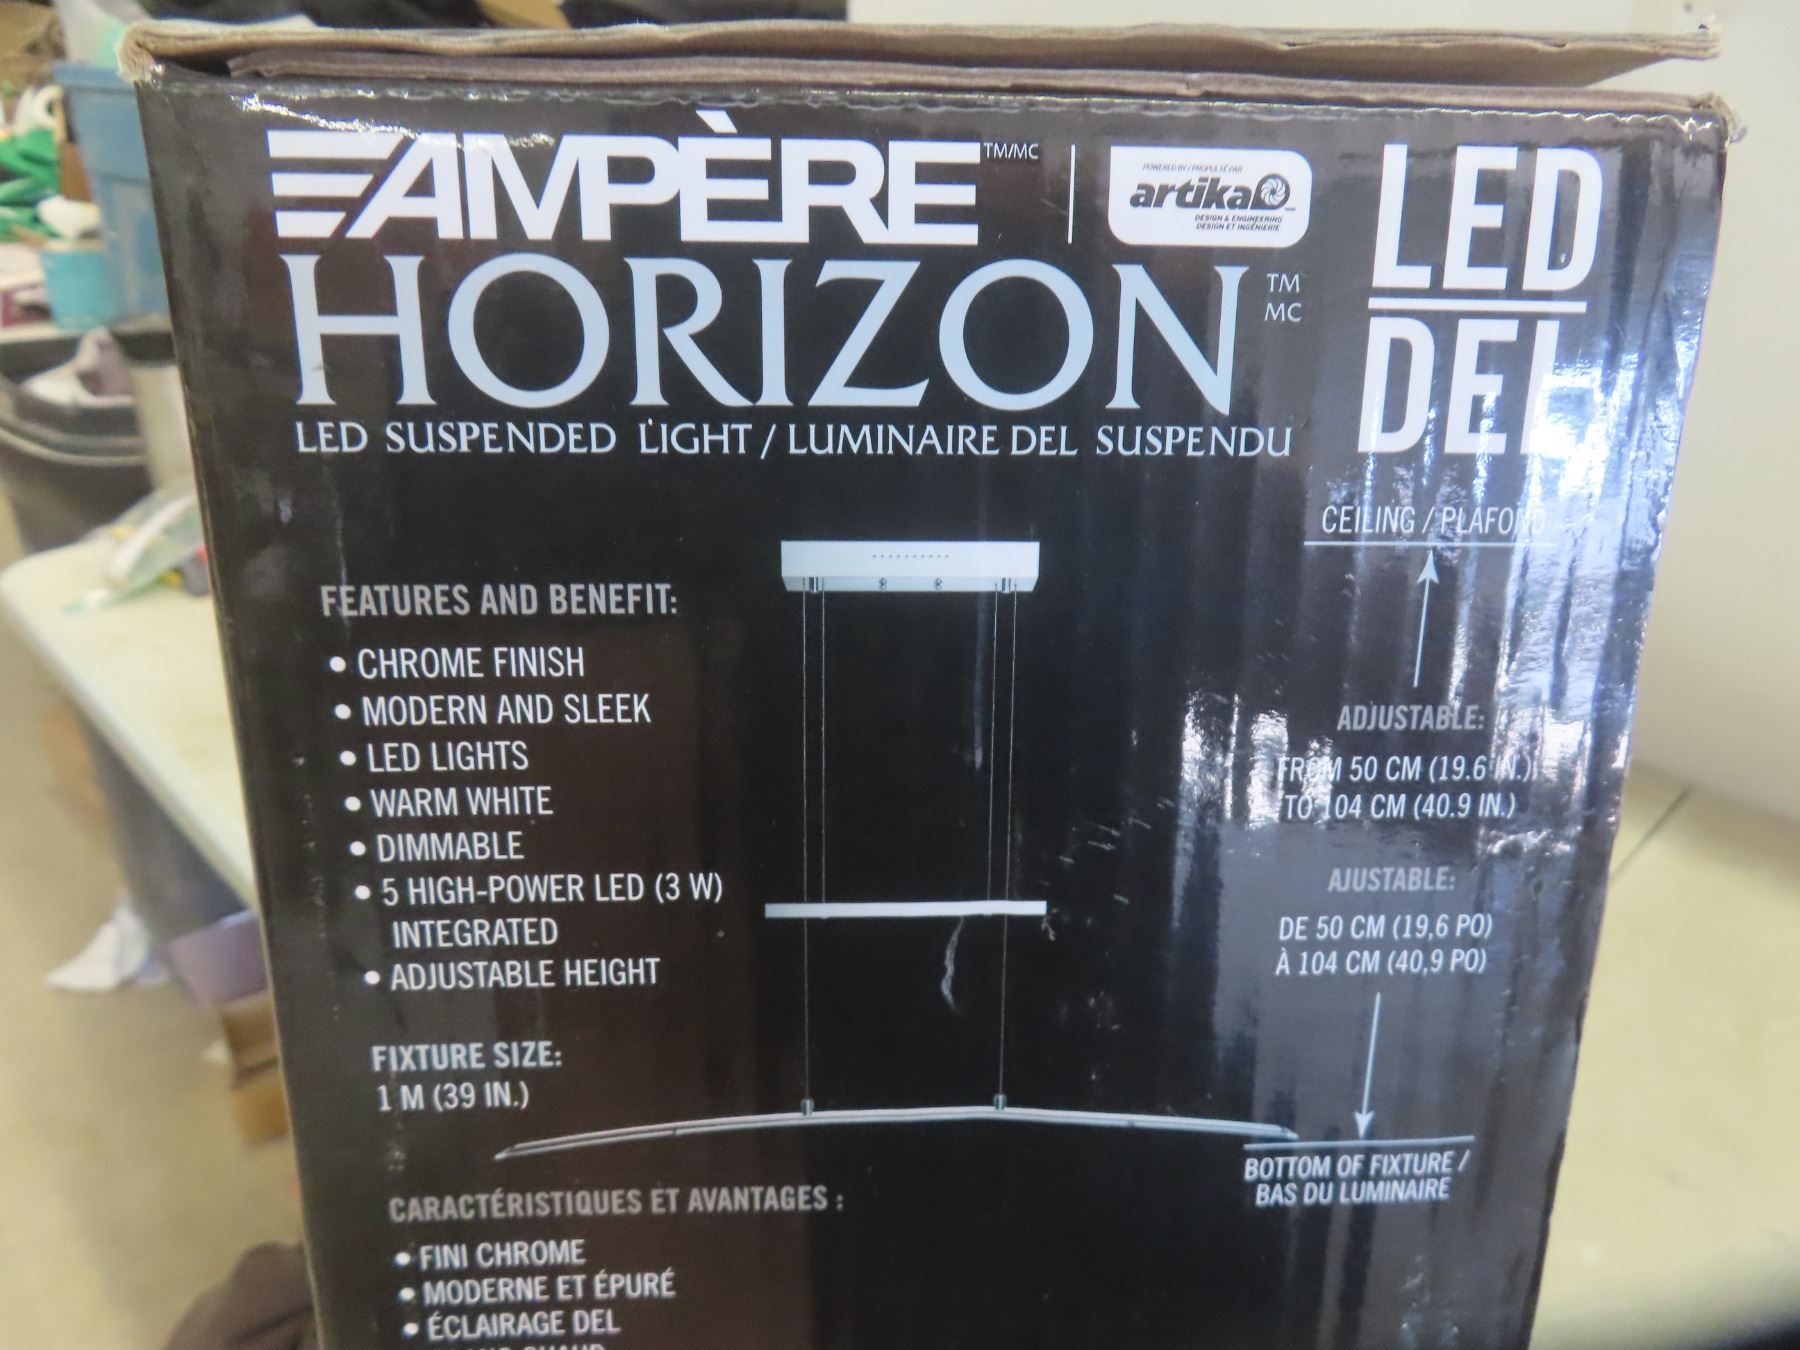 AMPÈRE TM/MC
POWERED BY / PROPULSÉ PAR
artika
DESIGN & ENGINEERING
DESIGN ET INGÉNIERIE
LED
DEL
HORIZON TM
MC
LED SUSPENDED LIGHT / LUMINAIRE DEL SUSPENDU
CEILING / PLAFOND
FEATURES AND BENEFIT:
• CHROME FINISH
• MODERN AND SLEEK
• LED LIGHTS
• WARM WHITE
• DIMMABLE
• 5 HIGH-POWER LED (3 W)
INTEGRATED
• ADJUSTABLE HEIGHT
FIXTURE SIZE:
1 M (39 IN.)
ADJUSTABLE:
FROM 50 CM (19.6 IN.)
TO 104 CM (40.9 IN.)
AJUSTABLE:
DE 50 CM (19,6 PO)
À 104 CM (40,9 PO)
BOTTOM OF FIXTURE /
BAS DU LUMINAIRE
CARACTÉRISTIQUES ET AVANTAGES :
• FINI CHROME
• MODERNE ET ÉPURÉ
• ÉCLAIRAGE DEL